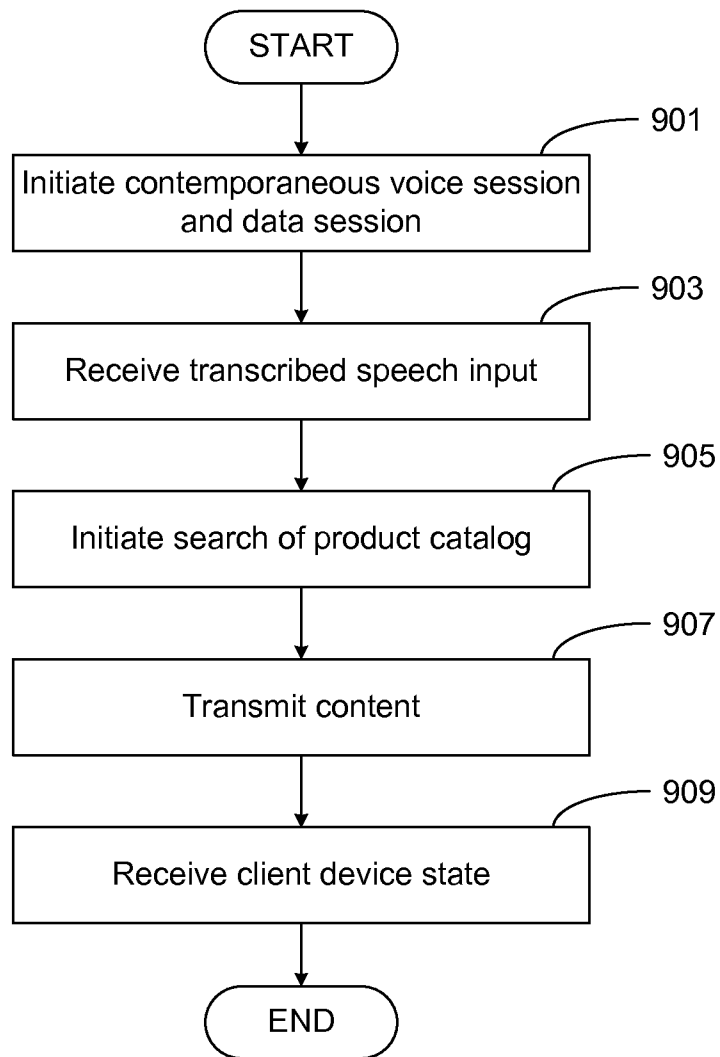 START
901
Initiate contemporaneous voice session
and data session
903
Receive transcribed speech input
905
Initiate search of product catalog
907
Transmit content
909
Receive client device state
END